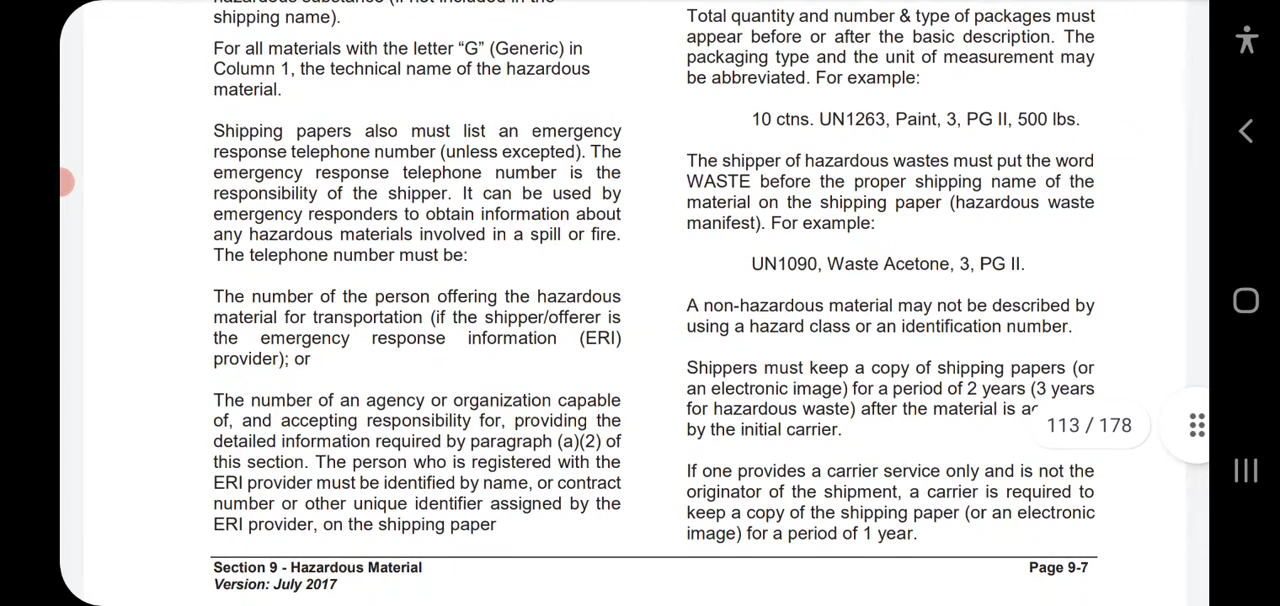 shipping name).
For all materials with the letter “G” (Generic) in
Column 1, the technical name of the hazardous
material.
Shipping papers also must list an emergency
response telephone number (unless excepted). The
emergency response telephone number is the
responsibility of the shipper. It can be used by
emergency responders to obtain information about
any hazardous materials involved in a spill or fire.
The telephone number must be:
The number of the person offering the hazardous
material for transportation (if the shipper/offerer is
the emergency response information (ERI)
provider); or
The number of an agency or organization capable
of, and accepting responsibility for, providing the
detailed information required by paragraph (a)(2) of
this section. The person who is registered with the
ERI provider must be identified by name, or contract
number or other unique identifier assigned by the
ERI provider, on the shipping paper
Total quantity and number & type of packages must
appear before or after the basic description. The
packaging type and the unit of measurement may
be abbreviated. For example:
10 ctns. UN1263, Paint, 3, PG II, 500 lbs.
The shipper of hazardous wastes must put the word
WASTE before the proper shipping name of the
material on the shipping paper (hazardous waste
manifest). For example:
UN1090, Waste Acetone, 3, PG II.
A non-hazardous material may not be described by
using a hazard class or an identification number.
Shippers must keep a copy of shipping papers (or
an electronic image) for a period of 2 years (3 years
for hazardous waste) after the material is
by the initial carrier.
113 / 178
If one provides a carrier service only and is not the
originator of the shipment, a carrier is required to
keep a copy of the shipping paper (or an electronic
image) for a period of 1 year.
Section 9 - Hazardous Material
Version: July 2017
Page 9-7